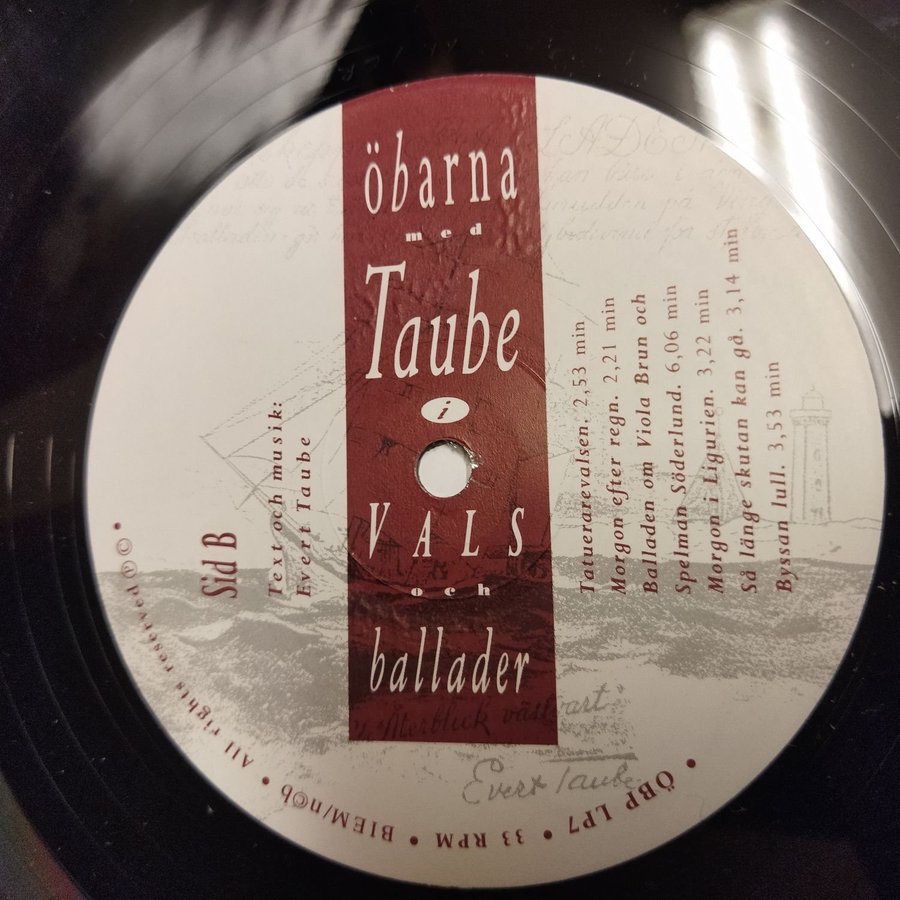 öbarna
med
Taube
i
VALS
och
ballader
Sid B
Text och musik:
Evert Taube
Tatuerarevalsen. 2,53 min
Morgon efter regn. 2,21 min
Balladen om Viola Brun och
Spelman Söderlund. 6,06 min
Morgon i Ligurien. 3,22 min
Så länge skutan kan gå. 3,14 min
Byssan lull. 3,53 min
"Återblick västvart"
Evert Taube
• ÖBP LP7 • 33 RPM • BIEM/n©b • All rights reserved ℗ © •